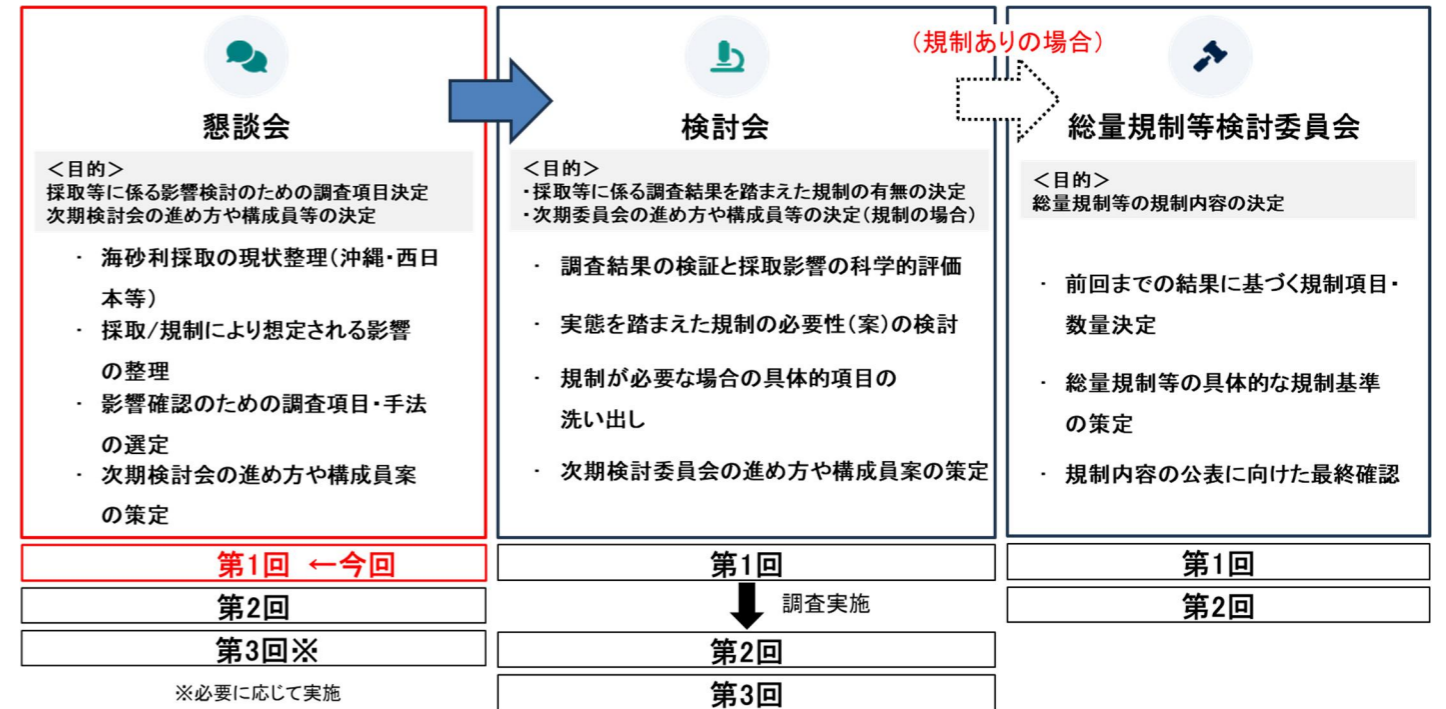 懇談会
<目的>
採取等に係る影響検討のための調査項目決定
次期検討会の進め方や構成員等の決定
・ 海砂利採取の現状整理(沖縄・西日
本等)
・ 採取/規制により想定される影響
の整理
・ 影響確認のための調査項目・手法
の選定
・ 次期検討会の進め方や構成員案
の策定
第1回 ←今回
第2回
第3回※
※必要に応じて実施
検討会
<目的>
・採取等に係る調査結果を踏まえた規制の有無の決定
・次期委員会の進め方や構成員等の決定(規制の場合)
・ 調査結果の検証と採取影響の科学的評価
・ 実態を踏まえた規制の必要性(案)の検討
・ 規制が必要な場合の具体的項目の
洗い出し
・ 次期検討委員会の進め方や構成員案の策定
第1回
調査実施
第2回
第3回
(規制ありの場合)
総量規制等検討委員会
<目的>
総量規制等の規制内容の決定
・ 前回までの結果に基づく規制項目・
数量決定
・ 総量規制等の具体的な規制基準
の策定
・ 規制内容の公表に向けた最終確認
第1回
第2回